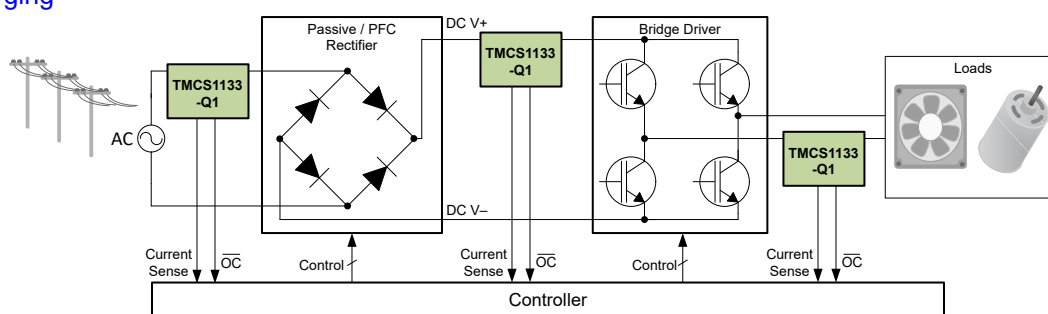 ging
Passive / PFC
Rectifier
DC V+
TMCS1133
-Q1
Bridge Driver
TMCS1133
-Q1
Loads
AC
TMCS1133
-Q1
DC V–
Current
Sense
OC
Control
Current
Sense
OC
Control
Current
Sense
OC
Controller